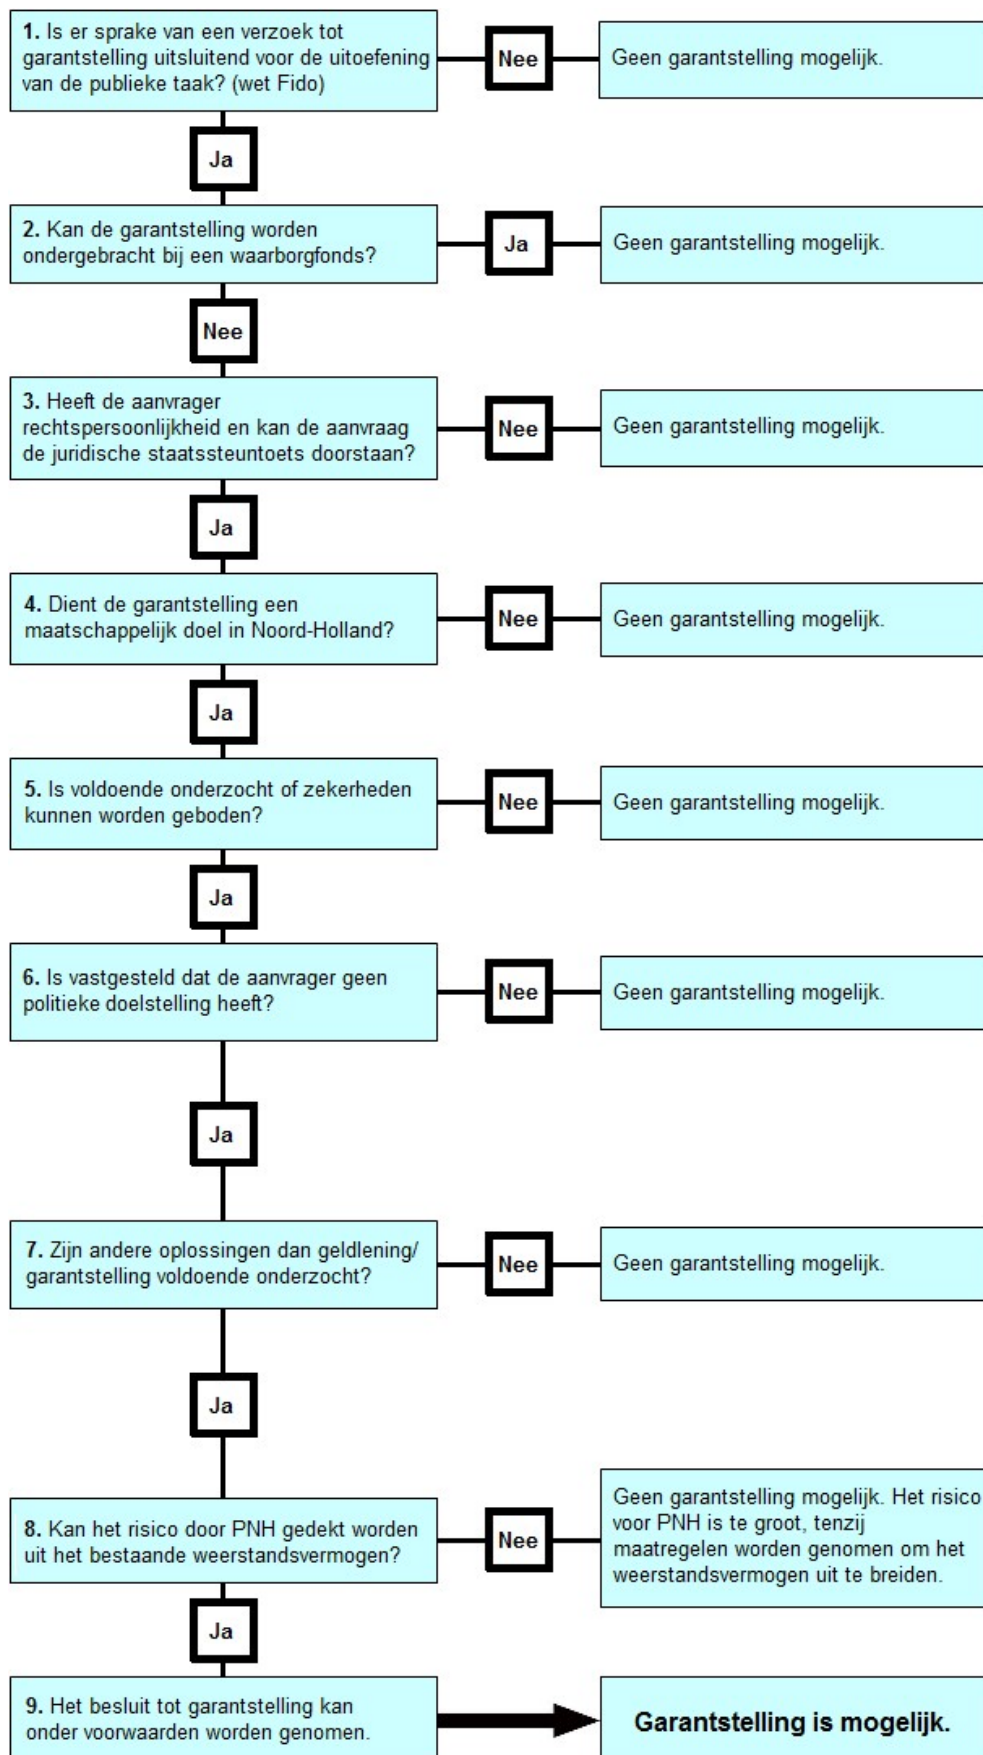 1. Is er sprake van een verzoek tot
garantstelling uitsluitend voor de uitoefening
van de publieke taak? (wet Fido)
Nee
Geen garantstelling mogelijk.
Ja
2. Kan de garantstelling worden
ondergebracht bij een waarborgfonds?
Ja
Geen garantstelling mogelijk.
Nee
3. Heeft de aanvrager
rechtspersoonlijkheid en kan de aanvraag
de juridische staatssteuntoets doorstaan?
Nee
Geen garantstelling mogelijk.
Ja
4. Dient de garantstelling een
maatschappelijk doel in Noord-Holland?
Nee
Geen garantstelling mogelijk.
Ja
5. Is voldoende onderzocht of zekerheden
kunnen worden geboden?
Nee
Geen garantstelling mogelijk.
Ja
6. Is vastgesteld dat de aanvrager geen
politieke doelstelling heeft?
Nee
Geen garantstelling mogelijk.
Ja
7. Zijn andere oplossingen dan geldlening/
garantstelling voldoende onderzocht?
Nee
Geen garantstelling mogelijk.
Ja
8. Kan het risico door PNH gedekt worden
uit het bestaande weerstandsvermogen?
Nee
Geen garantstelling mogelijk. Het risico
voor PNH is te groot, tenzij
maatregelen worden genomen om het
weerstandsvermogen uit te breiden.
Ja
9. Het besluit tot garantstelling kan
onder voorwaarden worden genomen.
Garantstelling is mogelijk.